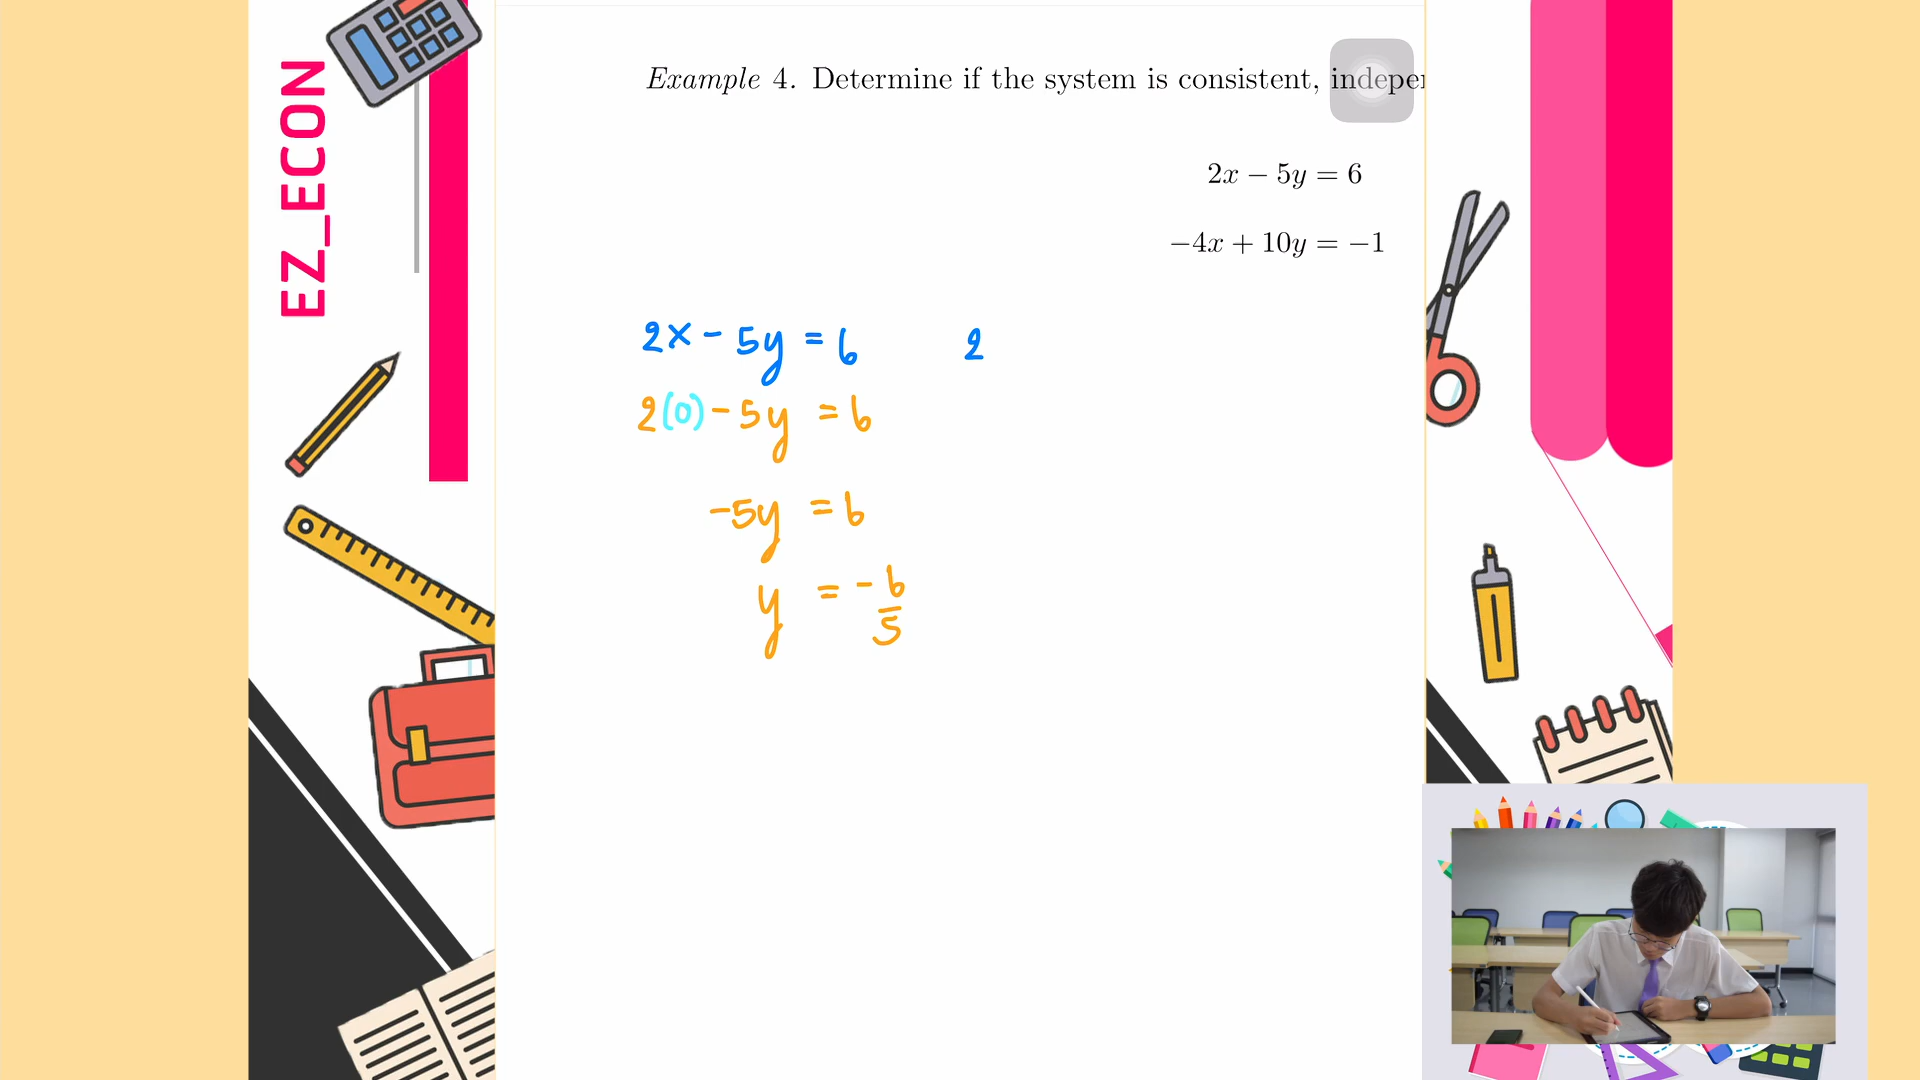 EZ_ECON
Example 4. Determine if the system is consistent, indeper
2x − 5y = 6
−4x + 10y = −1
2x - 5y = 6
2
2(0) - 5y = 6
-5y = 6
y = -6/5